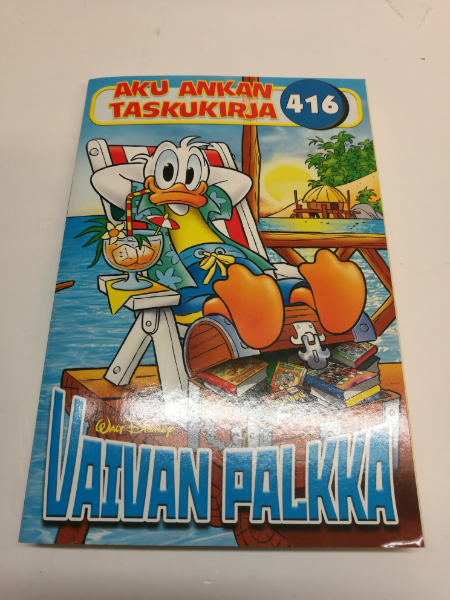 AKU ANKAN
TASKUKIRJA
416
WALT DISNEY
VAIVAN PALKKA